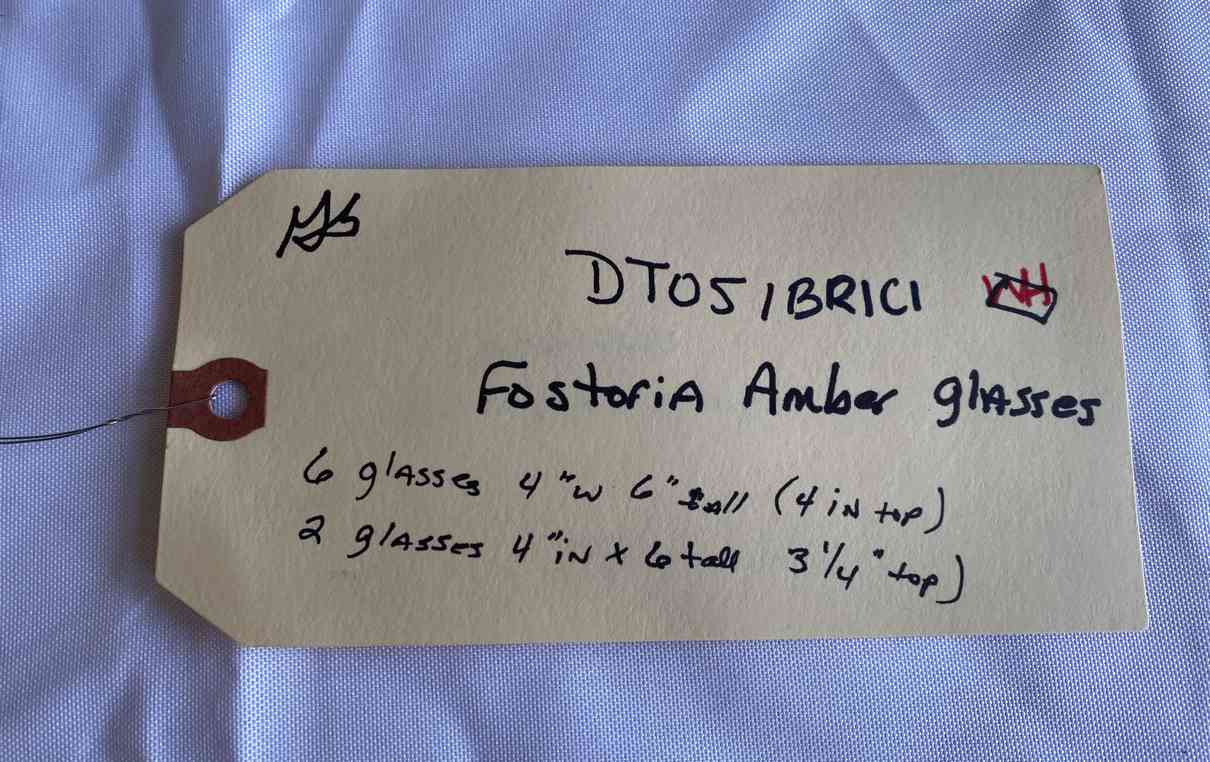 DT051BRIC1 WH
Fostoria Amber glasses
6 glasses 4"w 6" tall (4 in top)
2 glasses 4"in x 6 tall 3 1/4" top)